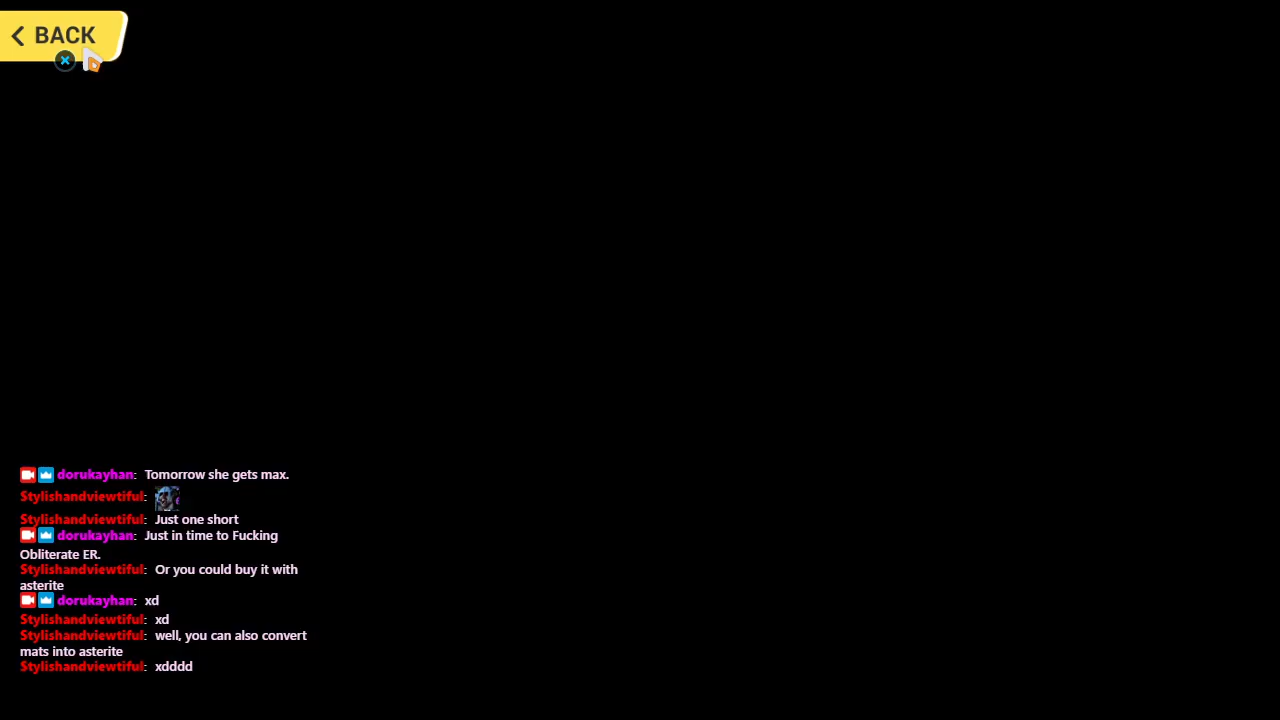 BACK
dorukayhan: Tomorrow she gets max.
Stylishandviewtiful:
Stylishandviewtiful: Just one short
dorukayhan: Just in time to Fucking
Obliterate ER.
Stylishandviewtiful: Or you could buy it with
asterite
dorukayhan: xd
Stylishandviewtiful: xd
Stylishandviewtiful: well, you can also convert
mats into asterite
Stylishandviewtiful: xdddd